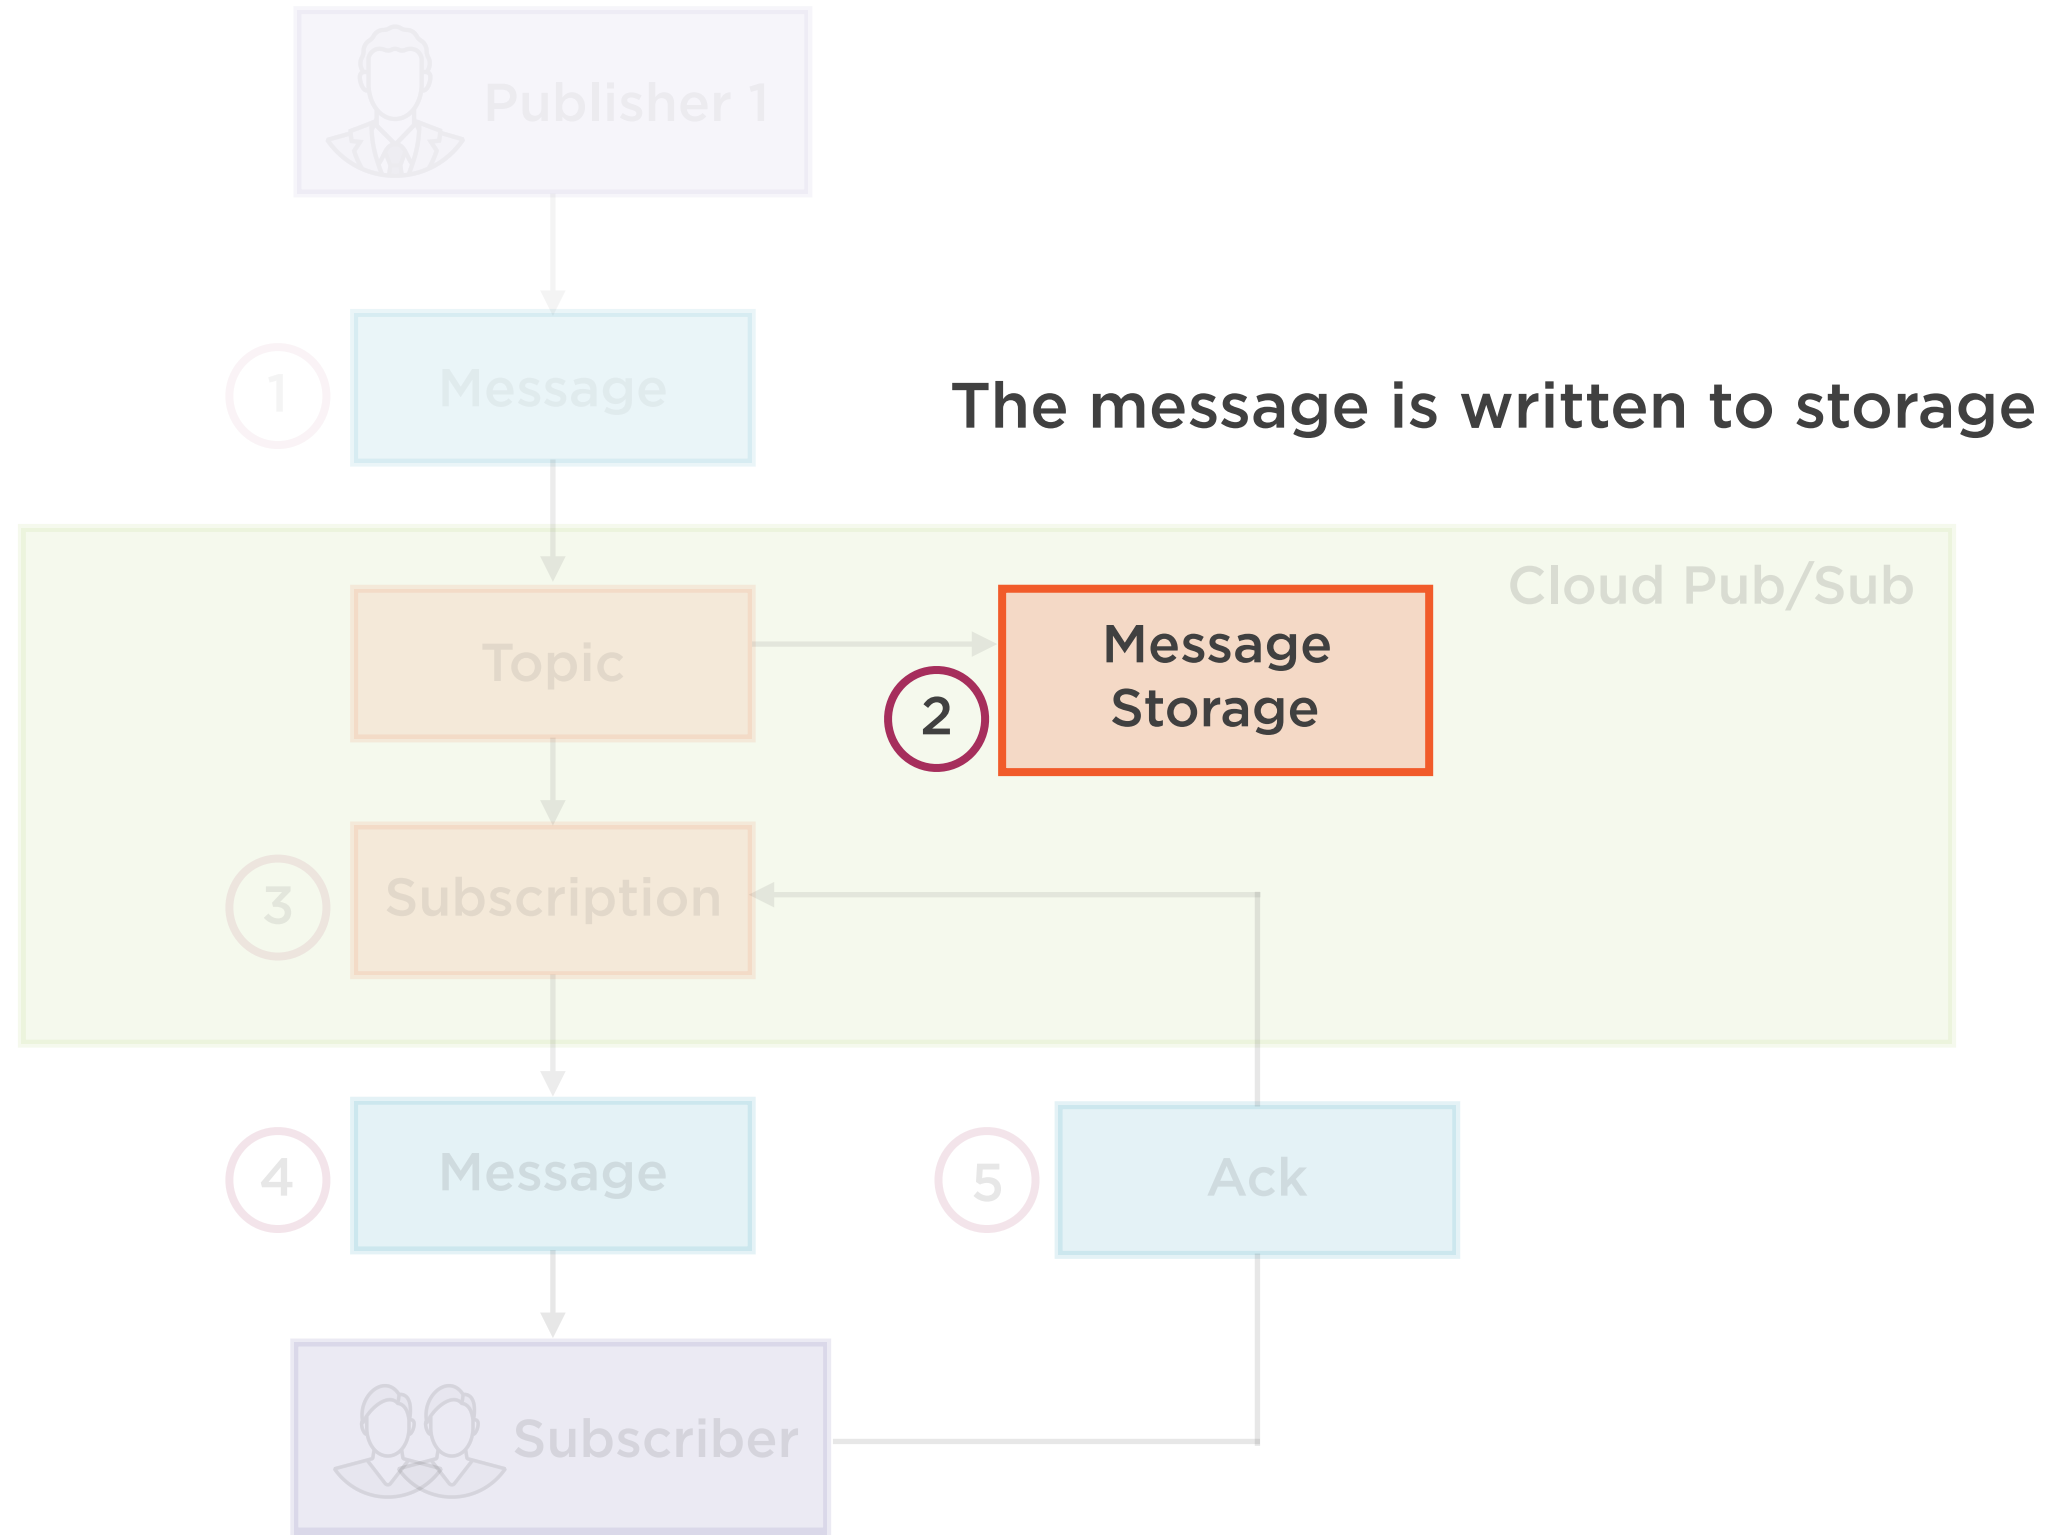 Publisher 1
1
Message
The message is written to storage
Cloud Pub/Sub
Topic
2
Message
Storage
3
Subscription
4
Message
5
Ack
Subscriber